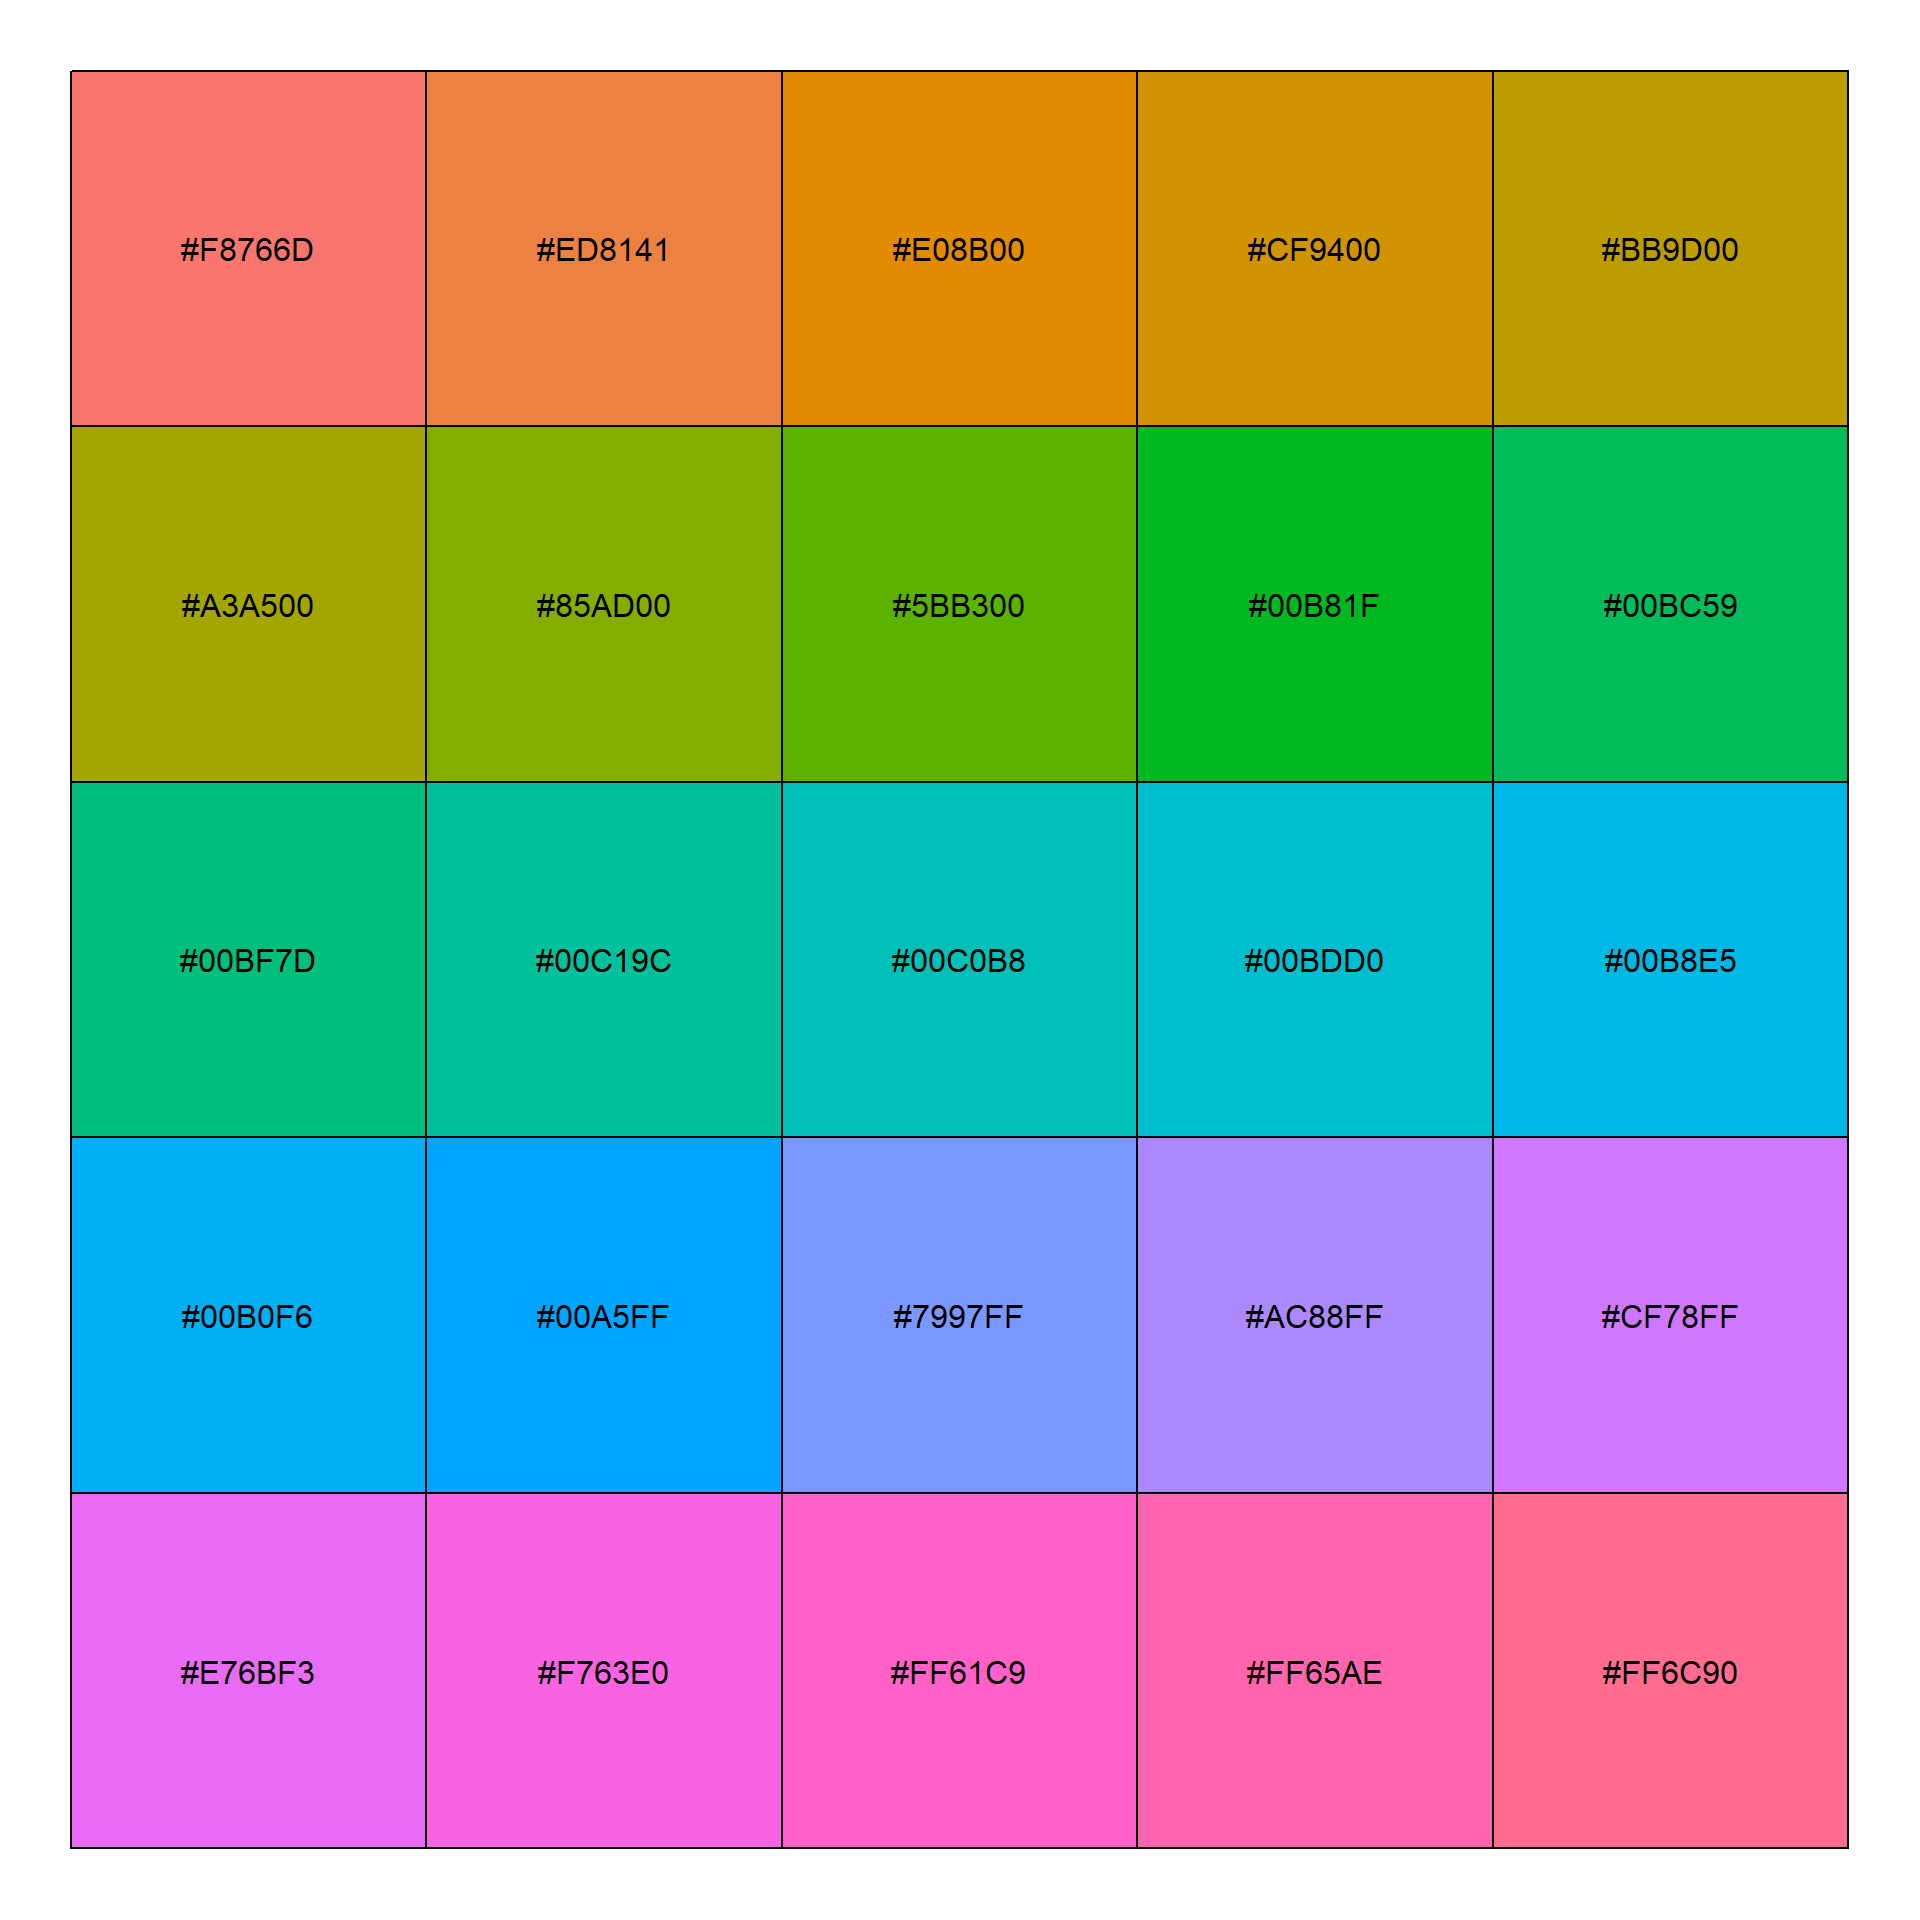 #F8766D #ED8141 #E08B00 #CF9400 #BB9D00
#A3A500 #85AD00 #5BB300 #00B81F #00BC59
#00BF7D #00C19C #00C0B8 #00BDD0 #00B8E5
#00B0F6 #00A5FF #7997FF #AC88FF #CF78FF
#E76BF3 #F763E0 #FF61C9 #FF65AE #FF6C90